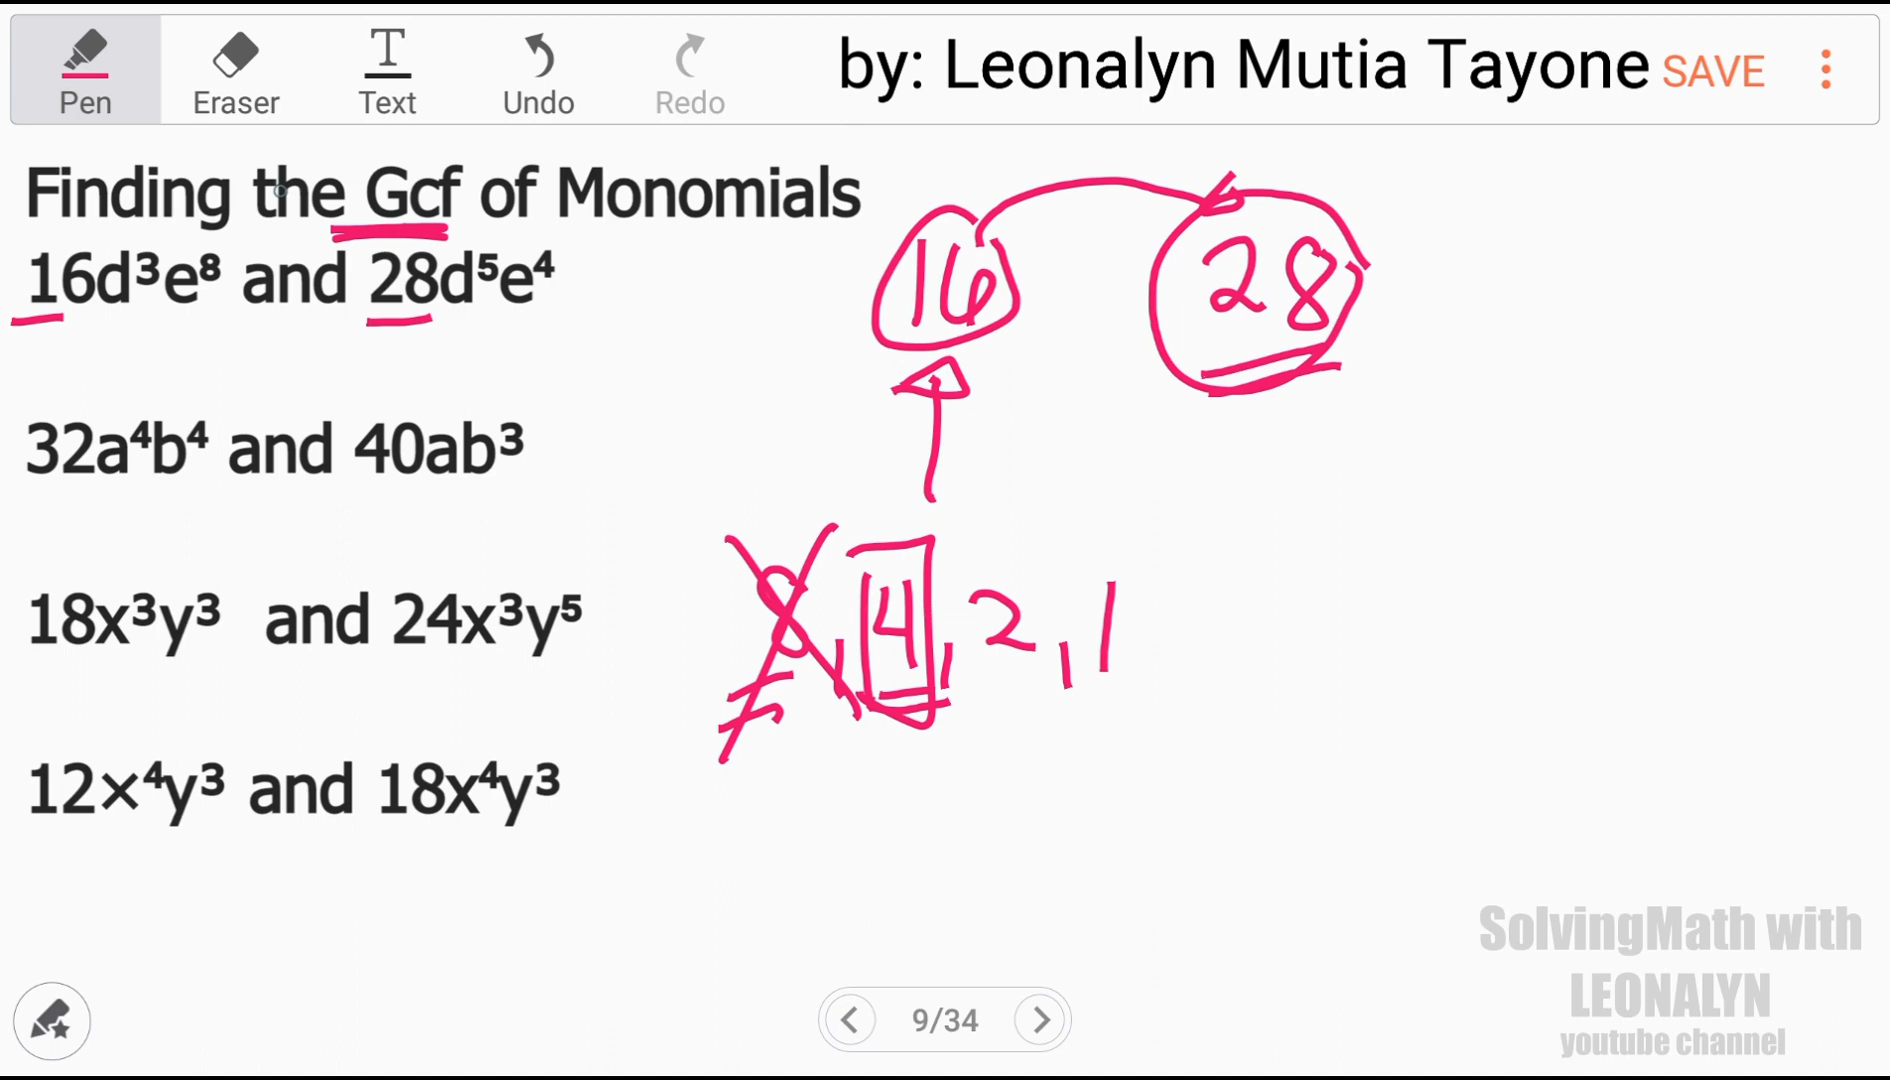 Pen
Eraser
Text
Undo
Redo
by: Leonalyn Mutia Tayone
SAVE
Finding the Gcf of Monomials
16d³e⁸ and 28d⁵e⁴
16 28
32a⁴b⁴ and 40ab³
18x³y³ and 24x³y⁵
8, 4, 2, 1
12×⁴y³ and 18x⁴y³
SolvingMath with
LEONALYN
youtube channel
9/34